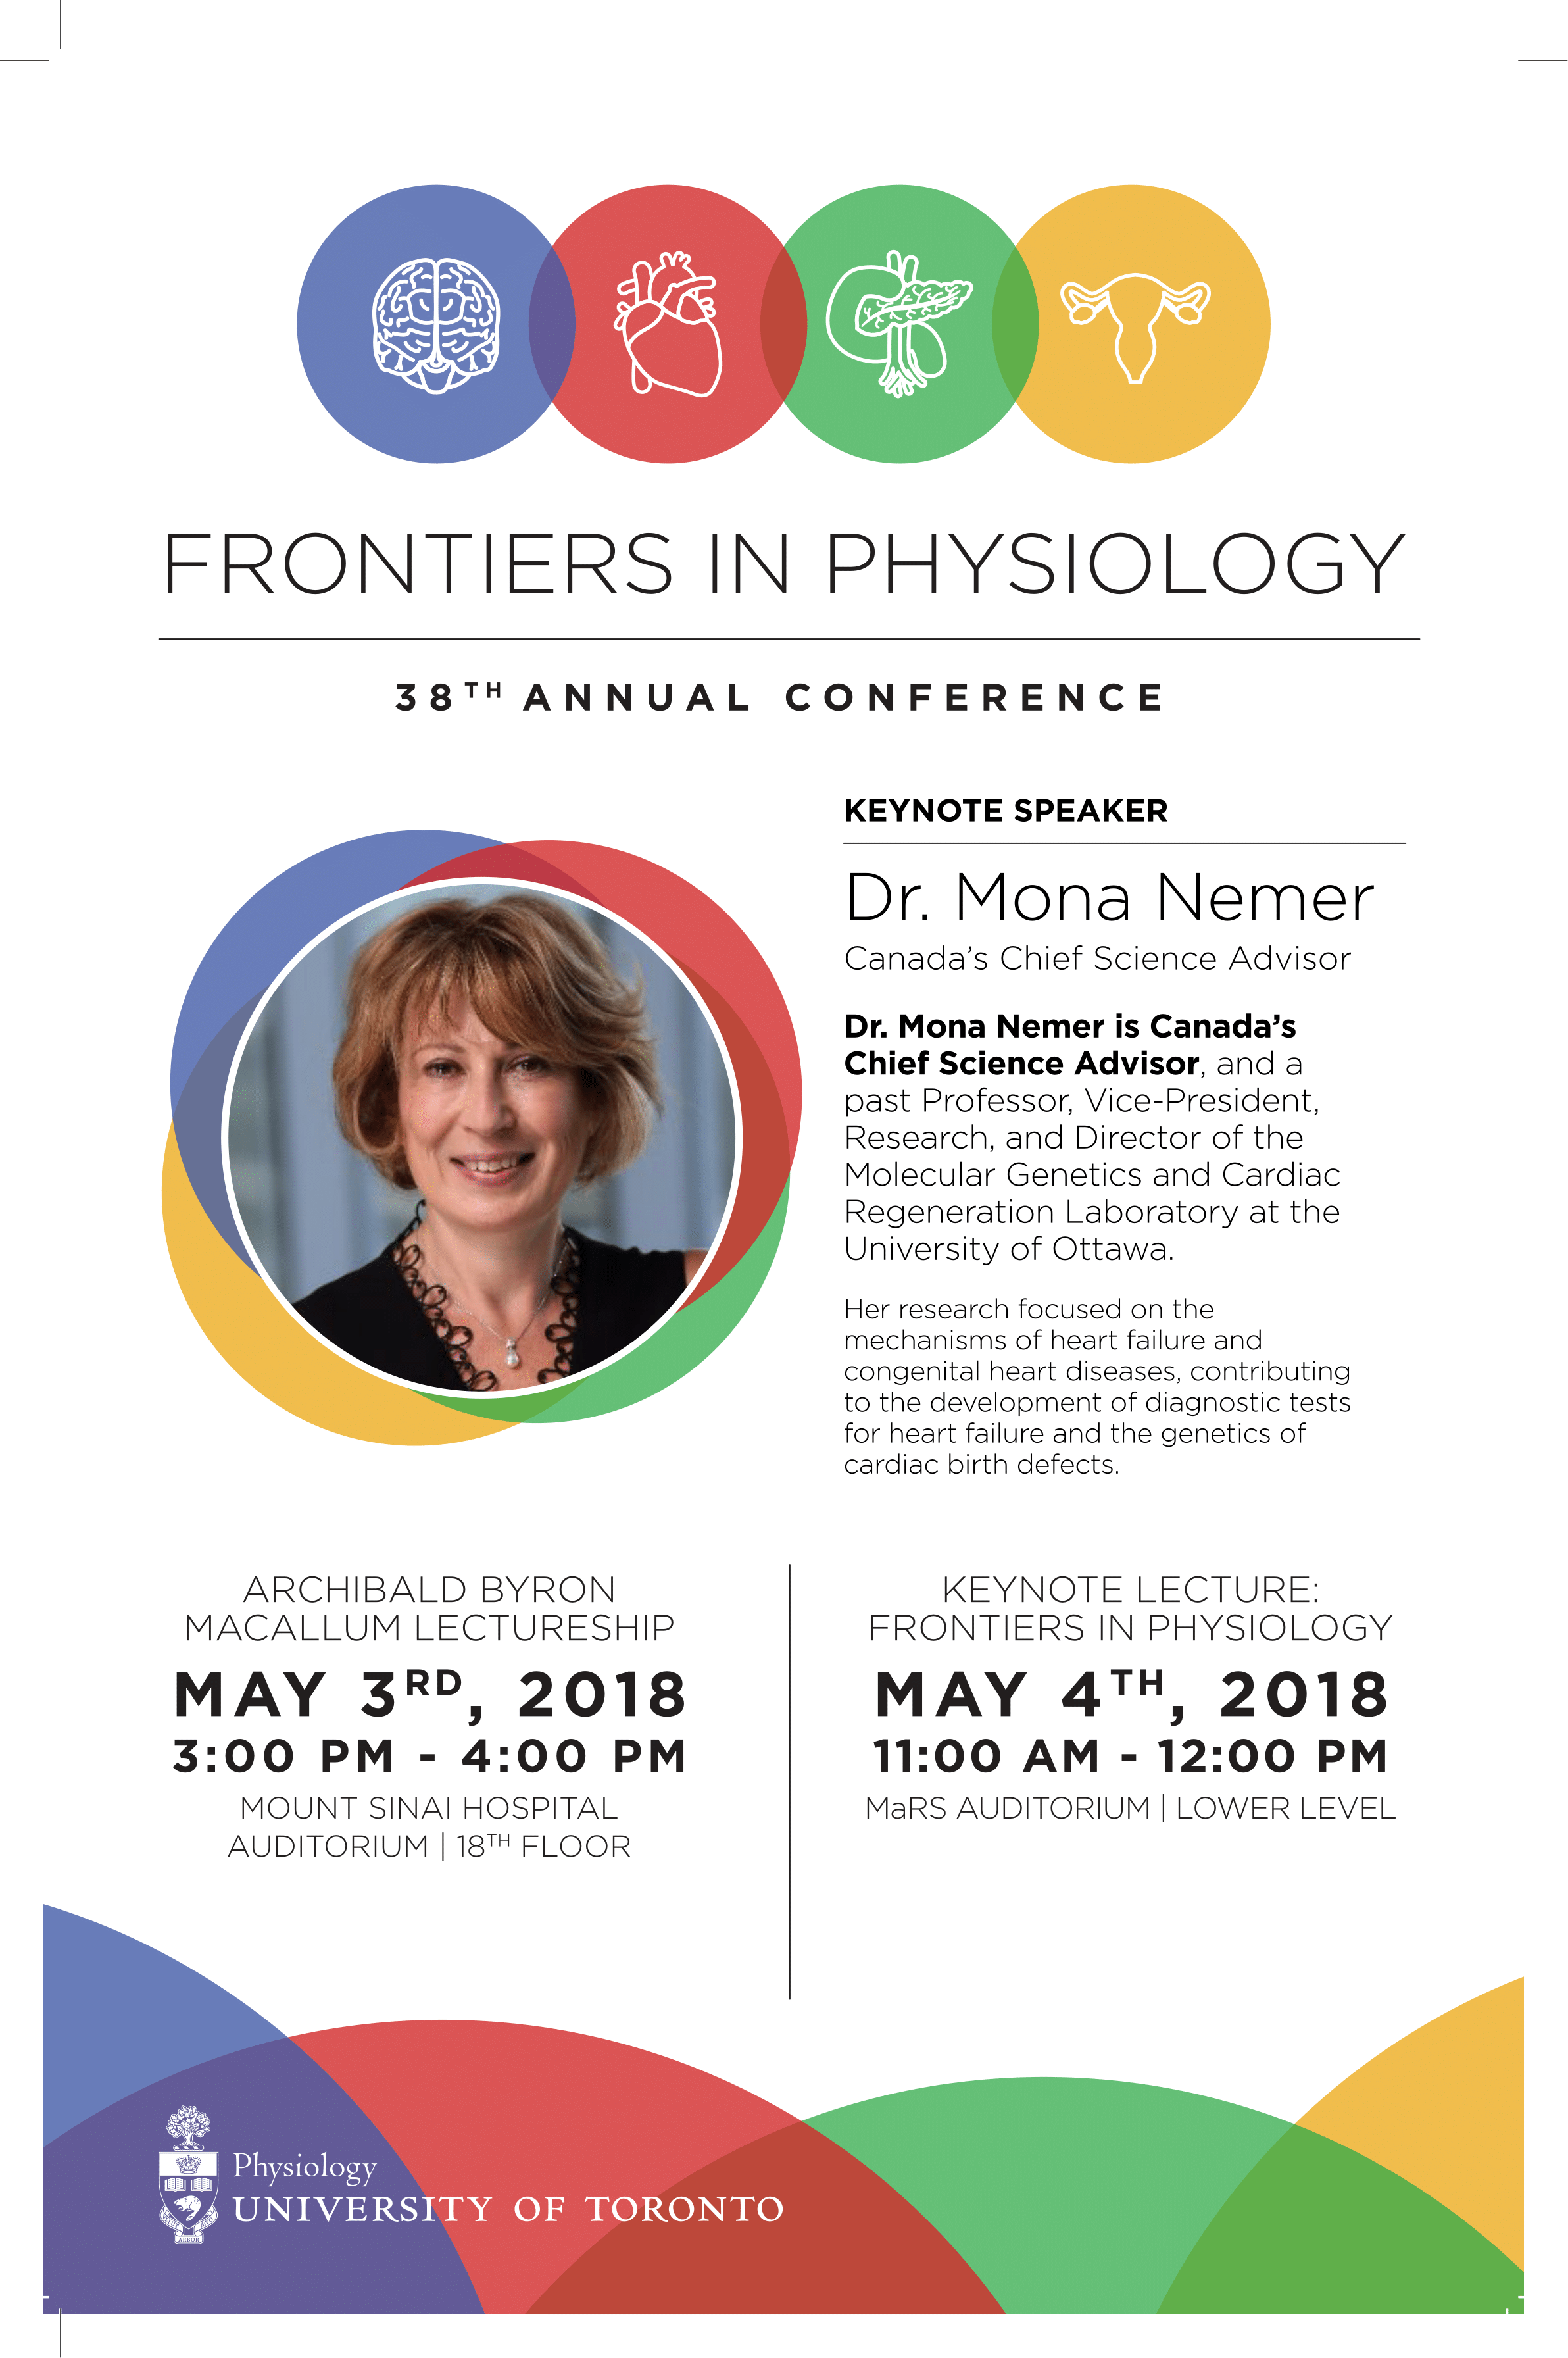 FRONTIERS IN PHYSIOLOGY
38TH ANNUAL CONFERENCE
KEYNOTE SPEAKER
Dr. Mona Nemer
Canada's Chief Science Advisor
Dr. Mona Nemer is Canada's
Chief Science Advisor, and a
past Professor, Vice-President,
Research, and Director of the
Molecular Genetics and Cardiac
Regeneration Laboratory at the
University of Ottawa.
Her research focused on the
mechanisms of heart failure and
congenital heart diseases, contributing
to the development of diagnostic tests
for heart failure and the genetics of
cardiac birth defects.
ARCHIBALD BYRON
MACALLUM LECTURESHIP
MAY 3RD, 2018
3:00 PM - 4:00 PM
MOUNT SINAI HOSPITAL
AUDITORIUM | 18TH FLOOR
KEYNOTE LECTURE:
FRONTIERS IN PHYSIOLOGY
MAY 4TH, 2018
11:00 AM - 12:00 PM
MaRS AUDITORIUM | LOWER LEVEL
Physiology
UNIVERSITY OF TORONTO